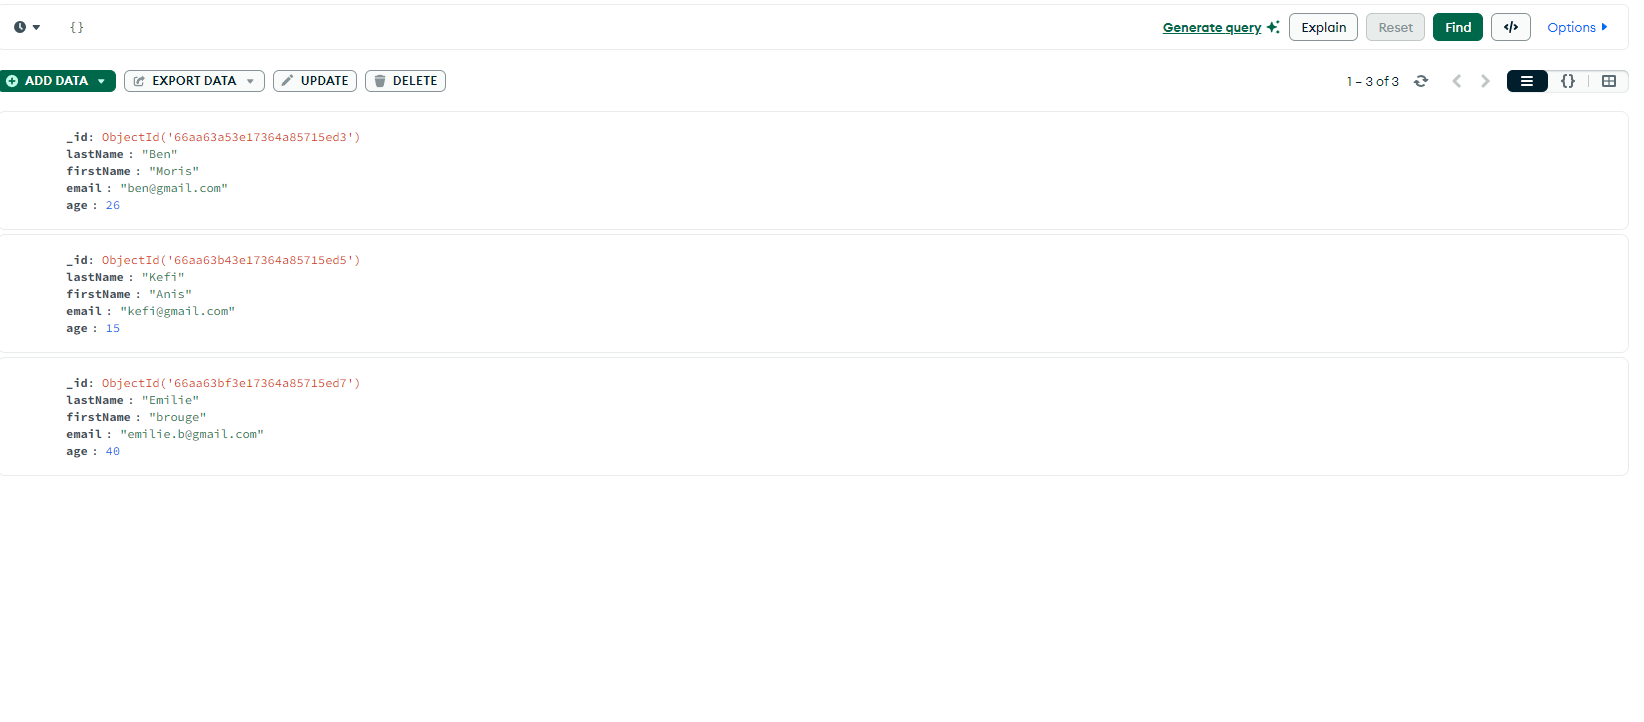 {}
Generate query
Explain
Reset
Find
</>
Options
ADD DATA
EXPORT DATA
UPDATE
DELETE
1 – 3 of 3
{}
_id: ObjectId('66aa63a53e17364a85715ed3')
lastName : "Ben"
firstName : "Moris"
email : "ben@gmail.com"
age : 26
_id: ObjectId('66aa63b43e17364a85715ed5')
lastName : "Kefi"
firstName : "Anis"
email : "kefi@gmail.com"
age : 15
_id: ObjectId('66aa63bf3e17364a85715ed7')
lastName : "Emilie"
firstName : "brouge"
email : "emilie.b@gmail.com"
age : 40